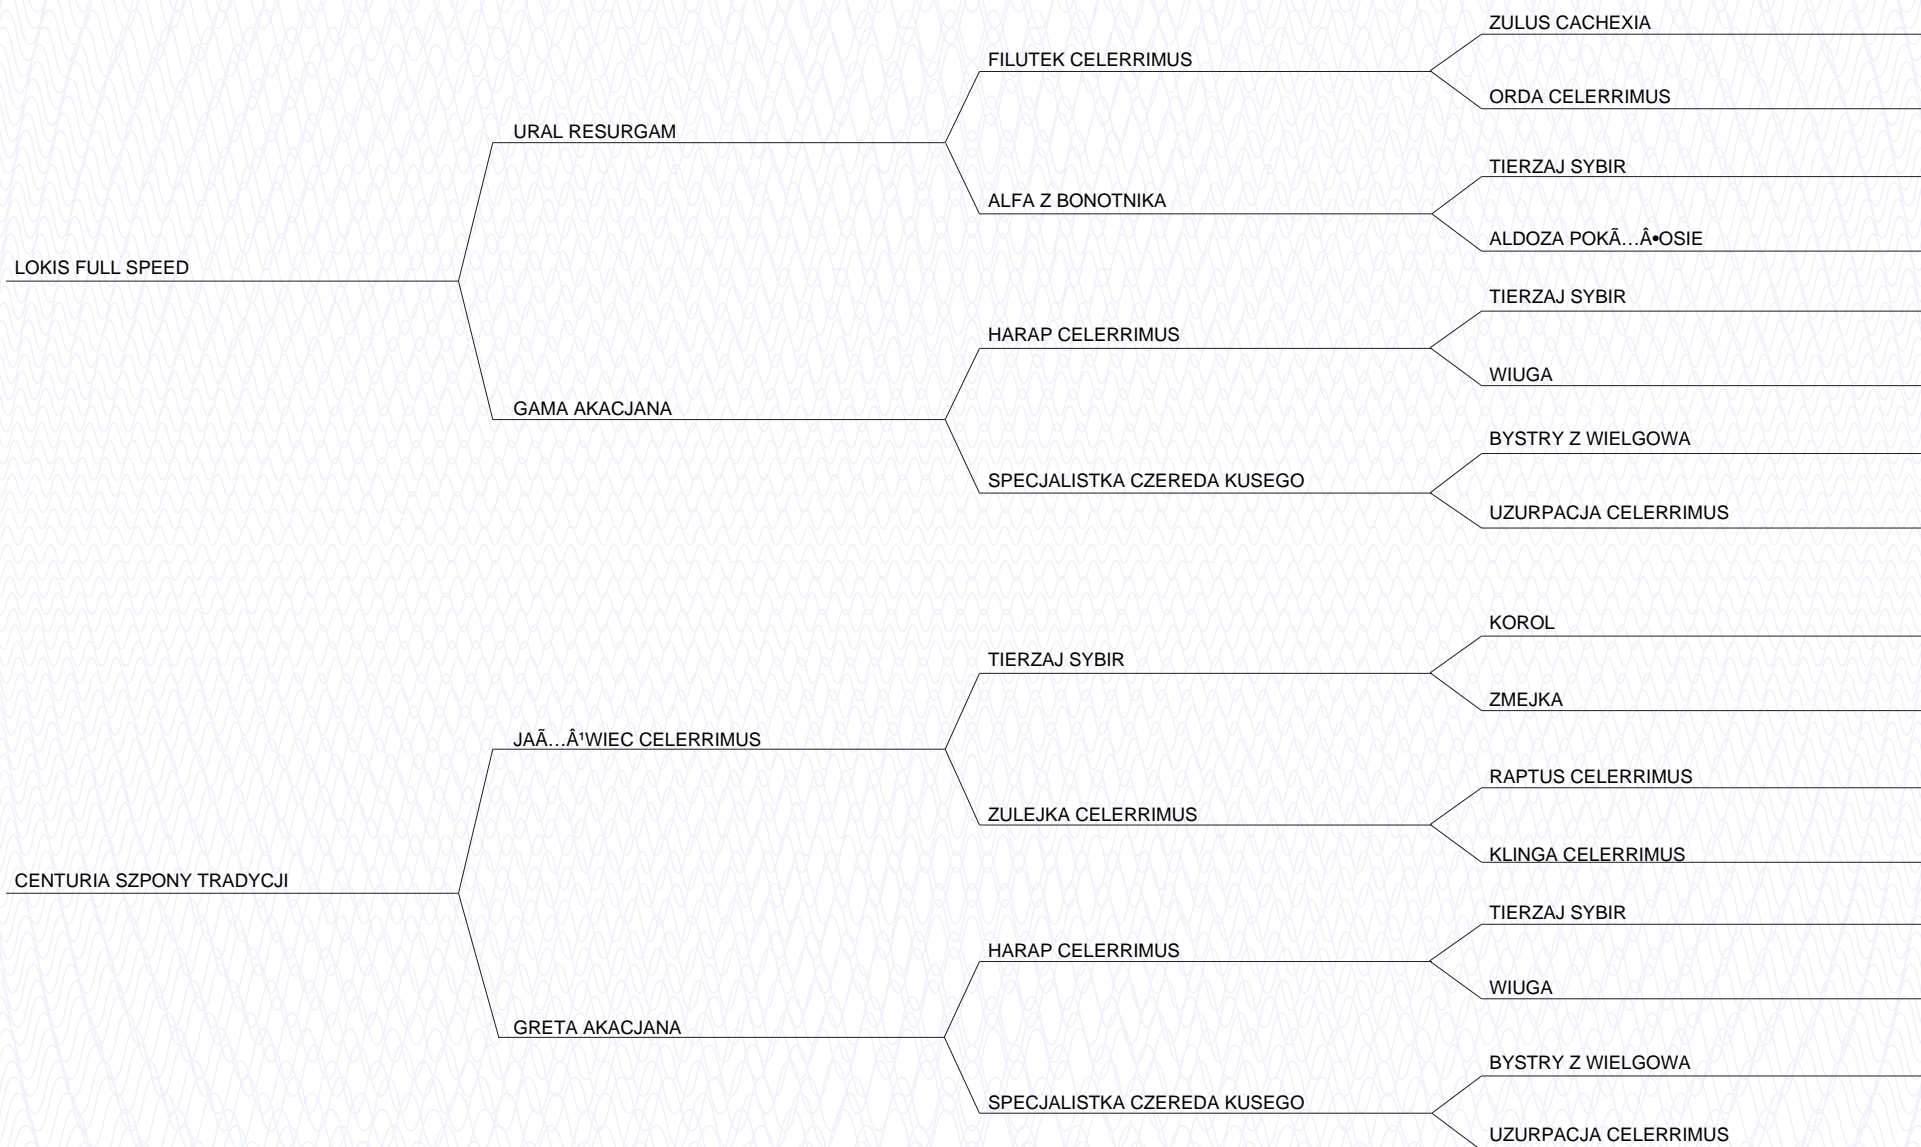 ZULUS CACHEXIA
FILUTEK CELERRIMUS
ORDA CELERRIMUS
URAL RESURGAM
TIERZAJ SYBIR
ALFA Z BONOTNIKA
ALDOZA POKÃ…Â•OSIE
LOKIS FULL SPEED
TIERZAJ SYBIR
HARAP CELERRIMUS
WIUGA
GAMA AKACJANA
BYSTRY Z WIELGOWA
SPECJALISTKA CZEREDA KUSEGO
UZURPACJA CELERRIMUS
KOROL
TIERZAJ SYBIR
ZMEJKA
JAÃ…Â¹WIEC CELERRIMUS
RAPTUS CELERRIMUS
ZULEJKA CELERRIMUS
KLINGA CELERRIMUS
CENTURIA SZPONY TRADYCJI
TIERZAJ SYBIR
HARAP CELERRIMUS
WIUGA
GRETA AKACJANA
BYSTRY Z WIELGOWA
SPECJALISTKA CZEREDA KUSEGO
UZURPACJA CELERRIMUS